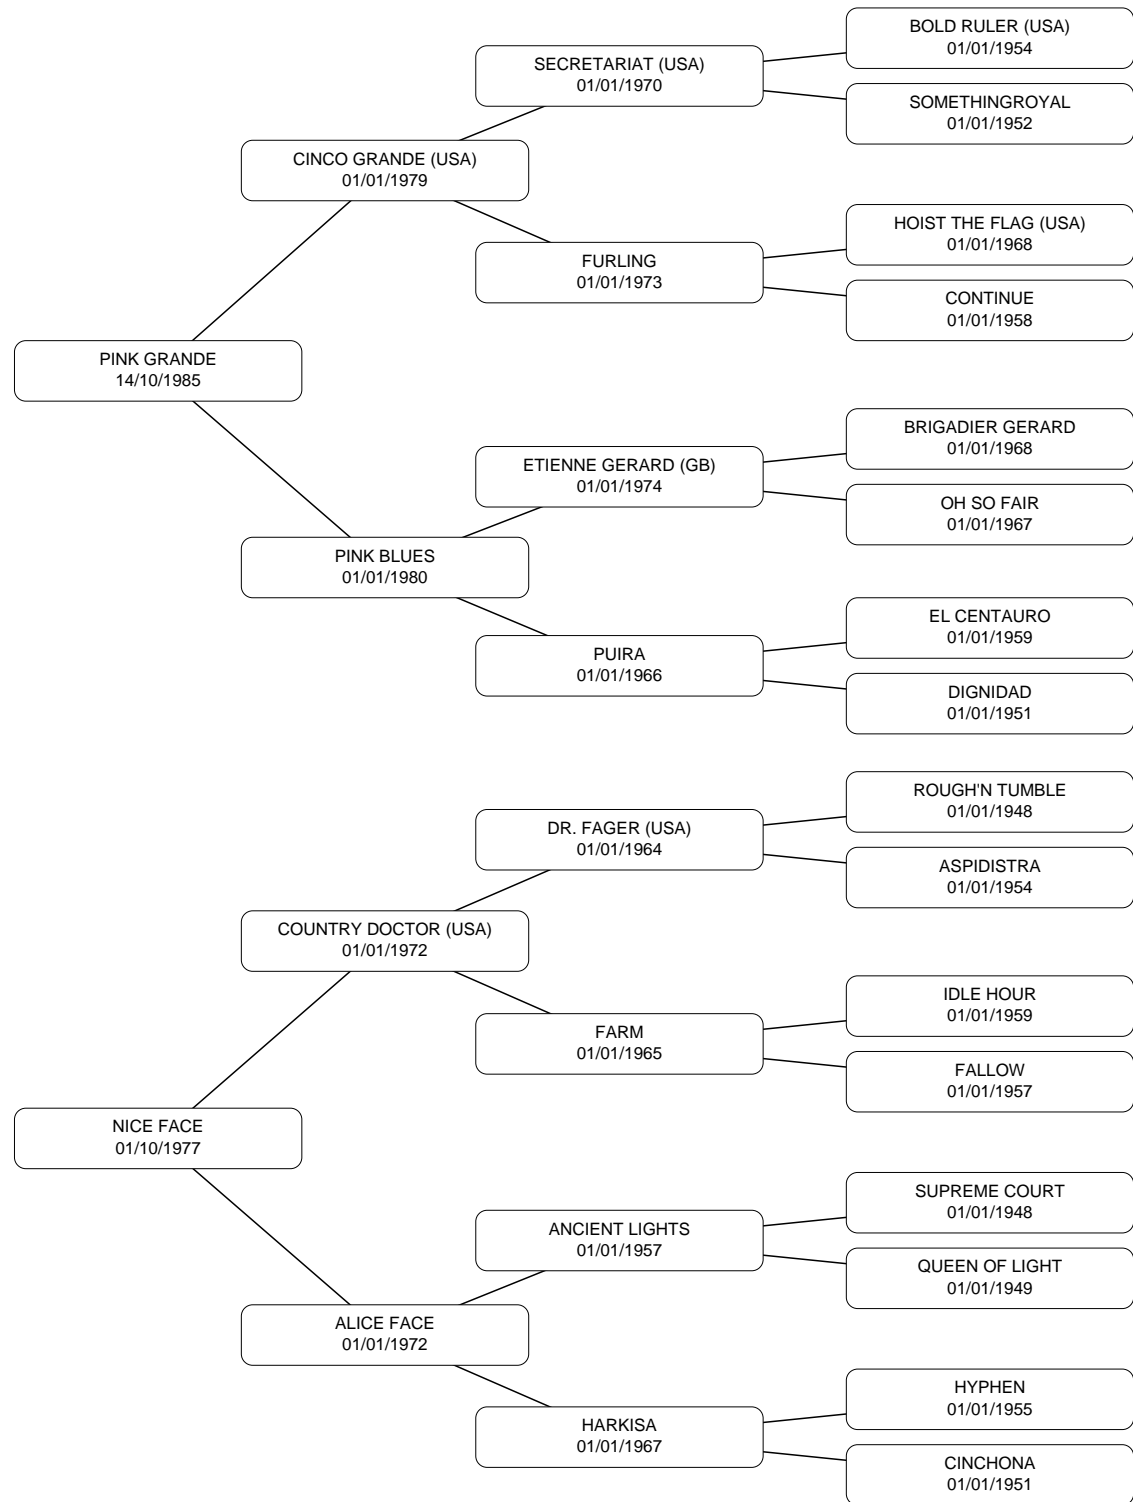 BOLD RULER (USA)
01/01/1954
SECRETARIAT (USA)
01/01/1970
SOMETHINGROYAL
01/01/1952
CINCO GRANDE (USA)
01/01/1979
HOIST THE FLAG (USA)
01/01/1968
FURLING
01/01/1973
CONTINUE
01/01/1958
PINK GRANDE
14/10/1985
BRIGADIER GERARD
01/01/1968
ETIENNE GERARD (GB)
01/01/1974
OH SO FAIR
01/01/1967
PINK BLUES
01/01/1980
EL CENTAURO
01/01/1959
PUIRA
01/01/1966
DIGNIDAD
01/01/1951
ROUGH'N TUMBLE
01/01/1948
DR. FAGER (USA)
01/01/1964
ASPIDISTRA
01/01/1954
COUNTRY DOCTOR (USA)
01/01/1972
IDLE HOUR
01/01/1959
FARM
01/01/1965
FALLOW
01/01/1957
NICE FACE
01/10/1977
SUPREME COURT
01/01/1948
ANCIENT LIGHTS
01/01/1957
QUEEN OF LIGHT
01/01/1949
ALICE FACE
01/01/1972
HYPHEN
01/01/1955
HARKISA
01/01/1967
CINCHONA
01/01/1951